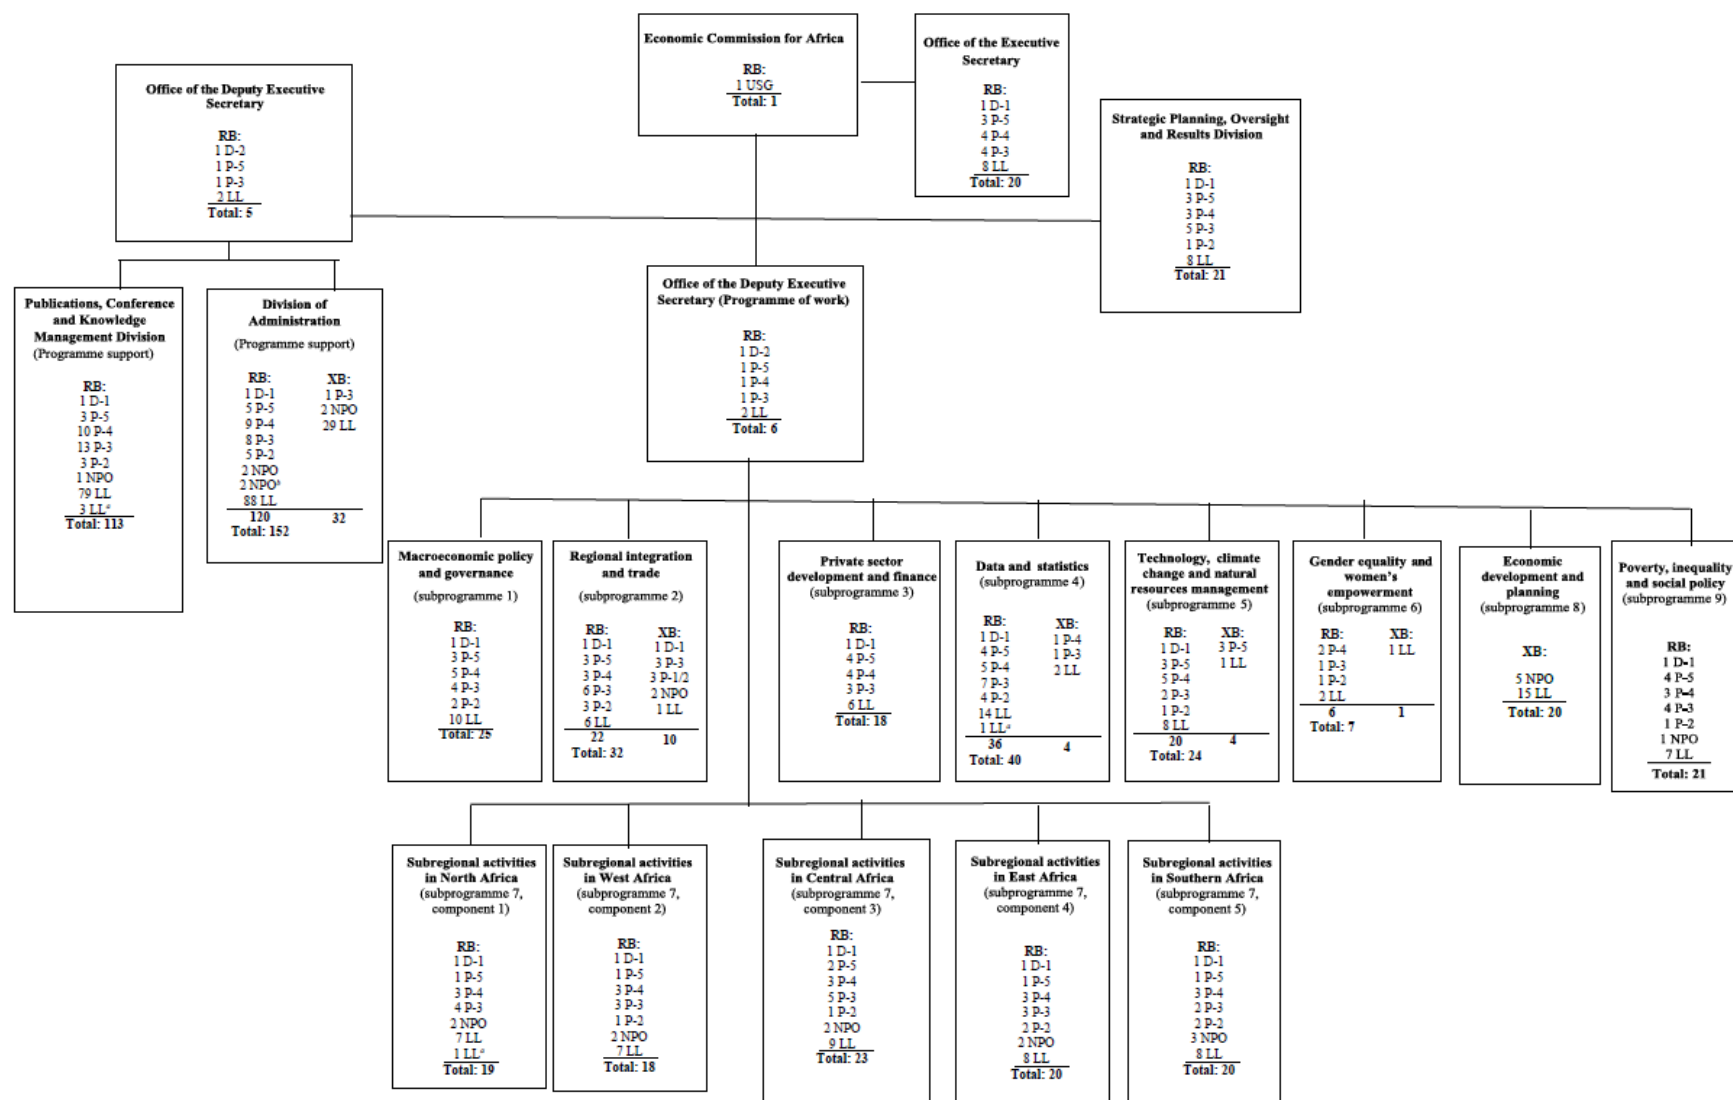 Economic Commission for Africa
RB:
1 USG
Total: 1
Office of the Executive
Secretary
RB:
1 D-1
3 P-5
4 P-4
4 P-3
8 LL
Total: 20
Office of the Deputy Executive
Secretary
RB:
1 D-2
1 P-5
1 P-3
2 LL
Total: 5
Strategic Planning, Oversight
and Results Division
RB:
1 D-1
3 P-5
3 P-4
5 P-3
1 P-2
8 LL
Total: 21
Publications, Conference
and Knowledge
Management Division
(Programme support)
RB:
1 D-1
3 P-5
10 P-4
13 P-3
3 P-2
1 NPO
79 LL
3 LLᵃ
Total: 113
Division of
Administration
(Programme support)
RB: XB:
1 D-1 1 P-3
5 P-5 2 NPO
9 P-4 29 LL
8 P-3
5 P-2
2 NPO
2 NPOᵇ
88 LL
120 32
Total: 152
Office of the Deputy Executive
Secretary (Programme of work)
RB:
1 D-2
1 P-5
1 P-4
1 P-3
2 LL
Total: 6
Macroeconomic policy
and governance
(subprogramme 1)
RB:
1 D-1
3 P-5
5 P-4
4 P-3
2 P-2
10 LL
Total: 25
Regional integration
and trade
(subprogramme 2)
RB: XB:
1 D-1 1 D-1
3 P-5 3 P-3
3 P-4 3 P-1/2
6 P-3 2 NPO
3 P-2 1 LL
6 LL
22 10
Total: 32
Private sector
development and finance
(subprogramme 3)
RB:
1 D-1
4 P-5
4 P-4
3 P-3
6 LL
Total: 18
Data and statistics
(subprogramme 4)
RB: XB:
1 D-1 1 P-4
4 P-5 1 P-3
5 P-4 2 LL
7 P-3
4 P-2
14 LL
1 LLᵃ
36 4
Total: 40
Technology, climate
change and natural
resources management
(subprogramme 5)
RB: XB:
1 D-1 3 P-5
3 P-5 1 LL
5 P-4
2 P-3
1 P-2
8 LL
20 4
Total: 24
Gender equality and
women's
empowerment
(subprogramme 6)
RB: XB:
2 P-4 1 LL
1 P-3
1 P-2
2 LL
6 1
Total: 7
Economic
development and
planning
(subprogramme 8)
XB:
5 NPO
15 LL
Total: 20
Poverty, inequality
and social policy
(subprogramme 9)
RB:
1 D-1
4 P-5
3 P-4
4 P-3
1 P-2
1 NPO
7 LL
Total: 21
Subregional activities
in North Africa
(subprogramme 7,
component 1)
RB:
1 D-1
1 P-5
3 P-4
4 P-3
2 NPO
7 LL
1 LLᵃ
Total: 19
Subregional activities
in West Africa
(subprogramme 7,
component 2)
RB:
1 D-1
1 P-5
3 P-4
3 P-3
1 P-2
2 NPO
7 LL
Total: 18
Subregional activities
in Central Africa
(subprogramme 7,
component 3)
RB:
1 D-1
2 P-5
3 P-4
5 P-3
1 P-2
2 NPO
9 LL
Total: 23
Subregional activities
in East Africa
(subprogramme 7,
component 4)
RB:
1 D-1
1 P-5
3 P-4
3 P-3
2 P-2
2 NPO
8 LL
Total: 20
Subregional activities
in Southern Africa
(subprogramme 7,
component 5)
RB:
1 D-1
1 P-5
3 P-4
2 P-3
2 P-2
3 NPO
8 LL
Total: 20